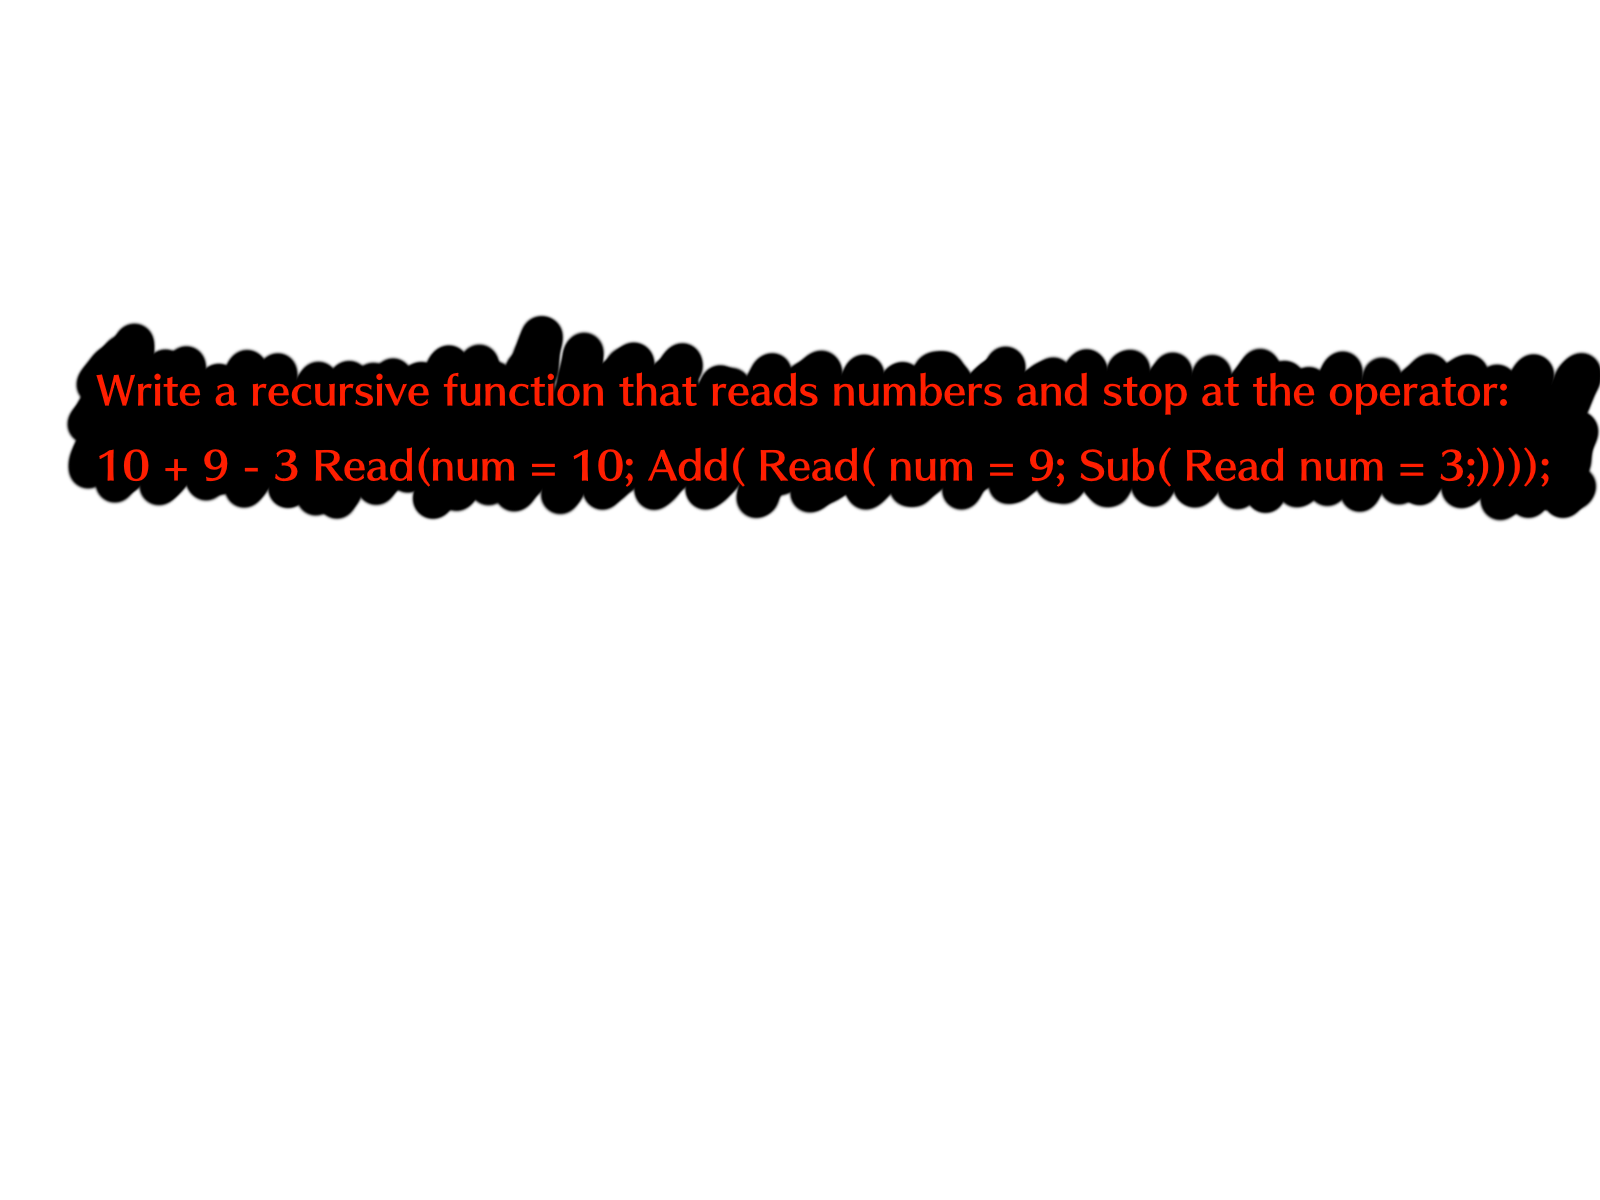 Write a recursive function that reads numbers and stop at the operator:
10 + 9 - 3 Read(num = 10; Add( Read( num = 9; Sub( Read num = 3;))));